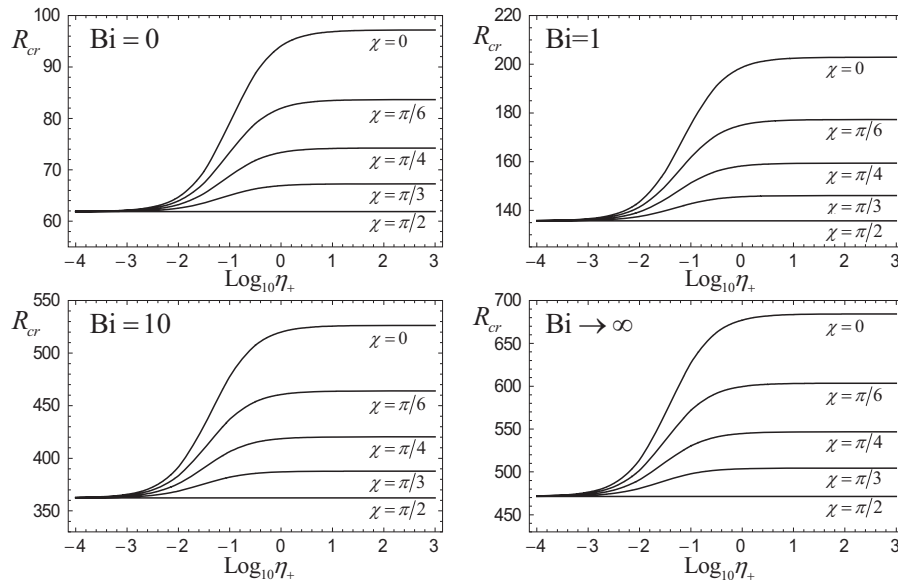 R_cr
Bi = 0
100
90
80
70
60
χ = 0
χ = π/6
χ = π/4
χ = π/3
χ = π/2
−4 −3 −2 −1 0 1 2 3
Log₁₀η₊
R_cr
Bi=1
220
200
180
160
140
χ = 0
χ = π/6
χ = π/4
χ = π/3
χ = π/2
−4 −3 −2 −1 0 1 2 3
Log₁₀η₊
R_cr
Bi = 10
550
500
450
400
350
χ = 0
χ = π/6
χ = π/4
χ = π/3
χ = π/2
−4 −3 −2 −1 0 1 2 3
Log₁₀η₊
R_cr
Bi → ∞
700
650
600
550
500
450
χ = 0
χ = π/6
χ = π/4
χ = π/3
χ = π/2
−4 −3 −2 −1 0 1 2 3
Log₁₀η₊